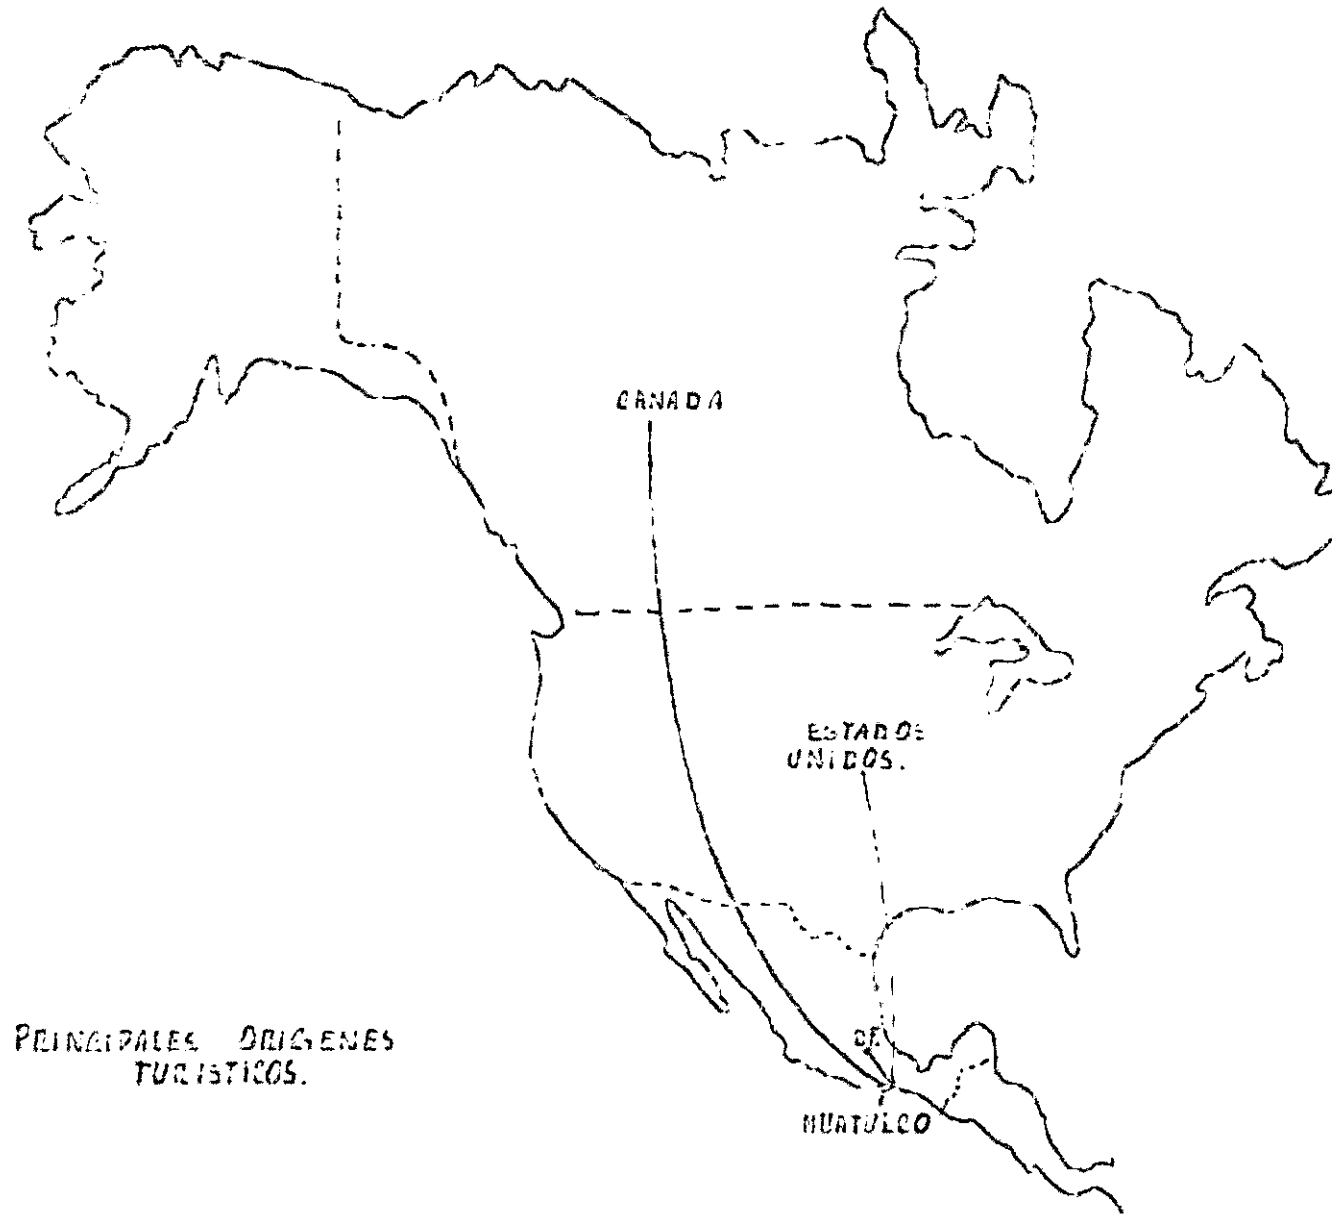 CANADA
ESTADOS
UNIDOS.
PRINCIPALES ORIGENES
TURISTICOS.
DF
HUATULCO